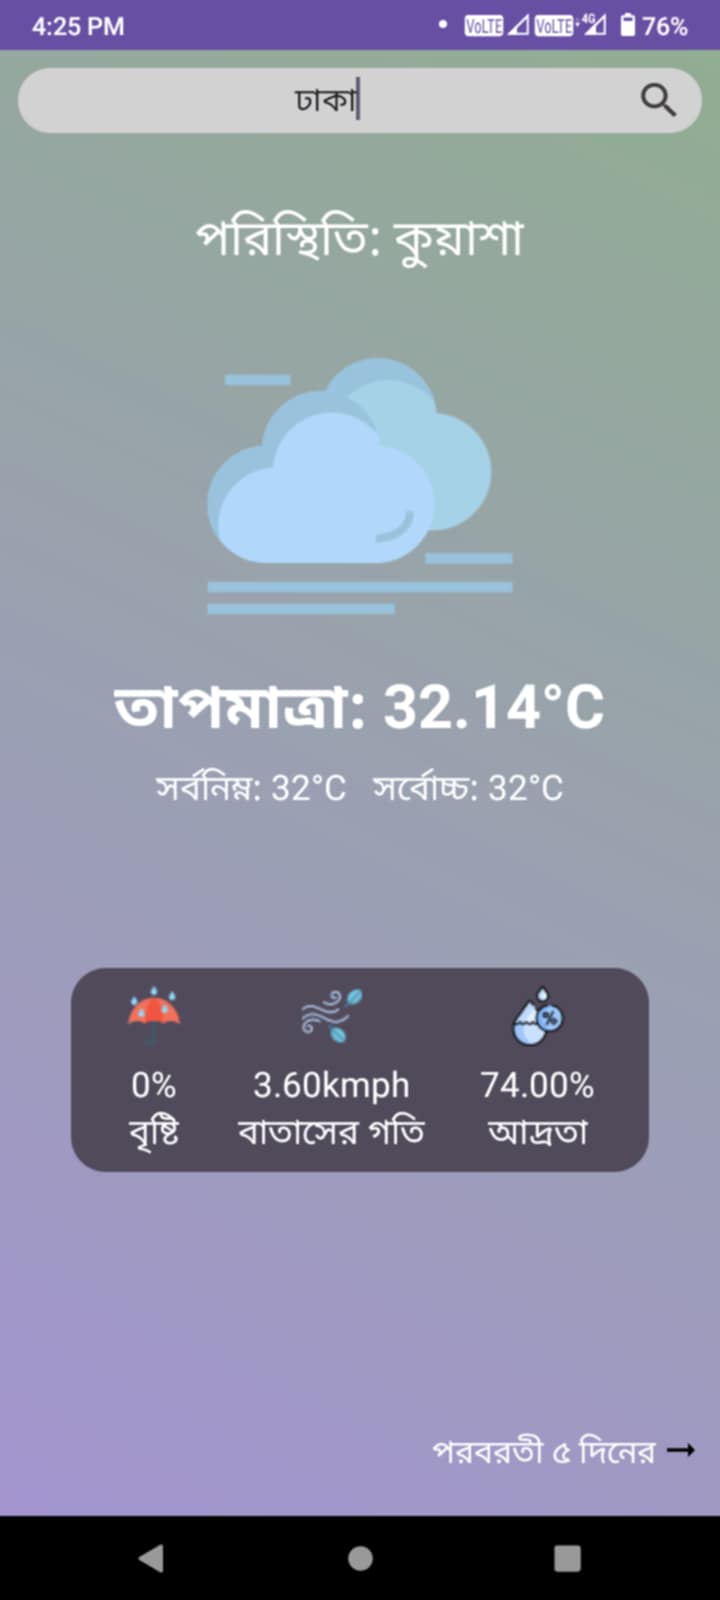 4:25 PM VoLTE VoLTE 4G 76%
ঢাকা
পরিস্থিতি: কুয়াশা
তাপমাত্রা: 32.14°C
সর্বনিম্ন: 32°C সর্বোচ্চ: 32°C
%
0% 3.60kmph 74.00%
বৃষ্টি বাতাসের গতি আদ্রতা
পরবরতী ৫ দিনের →